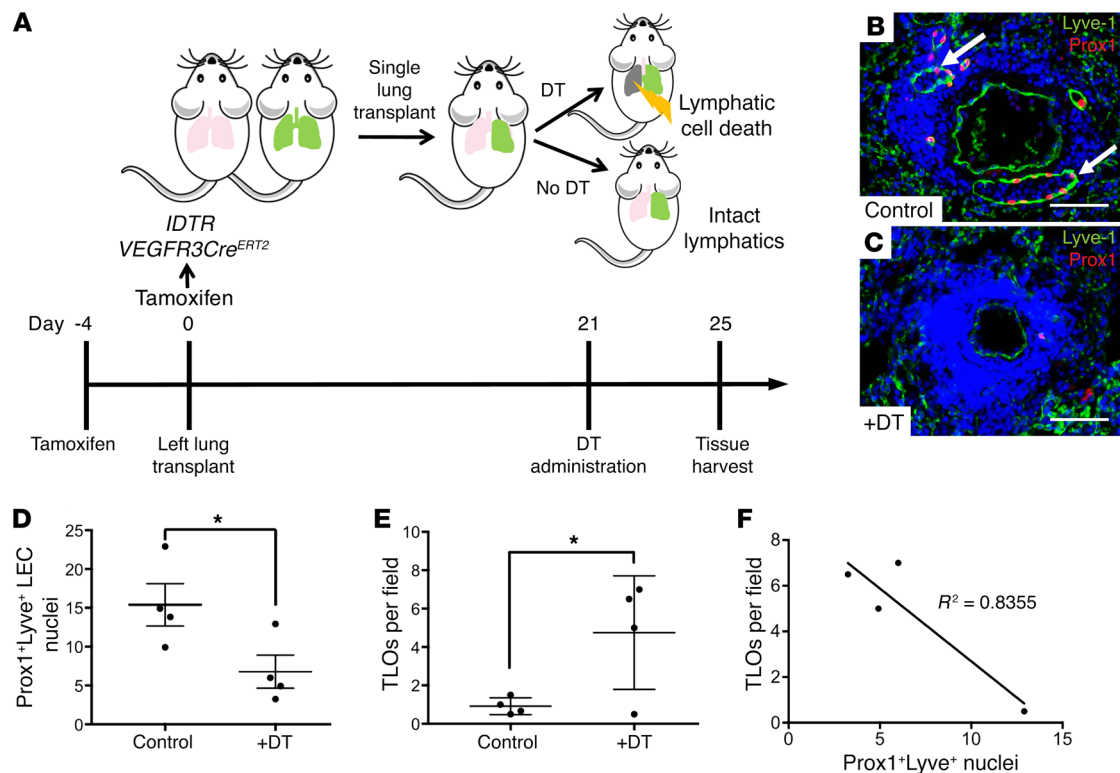 A
Single
lung
transplant
DT
No DT
Lymphatic
cell death
Intact
lymphatics
IDTR
VEGFR3Cre^ERT2
Tamoxifen
Day -4 0 21 25
Tamoxifen
Left lung
transplant
DT
administration
Tissue
harvest
B
Lyve-1
Prox1
Control
C
Lyve-1
Prox1
+DT
D
Prox1⁺Lyve⁺ LEC
nuclei
25
20
15
10
5
0
*
Control +DT
E
TLOs per field
10
8
6
4
2
0
*
Control +DT
F
TLOs per field
8
6
4
2
0
R² = 0.8355
0 5 10 15
Prox1⁺Lyve⁺ nuclei